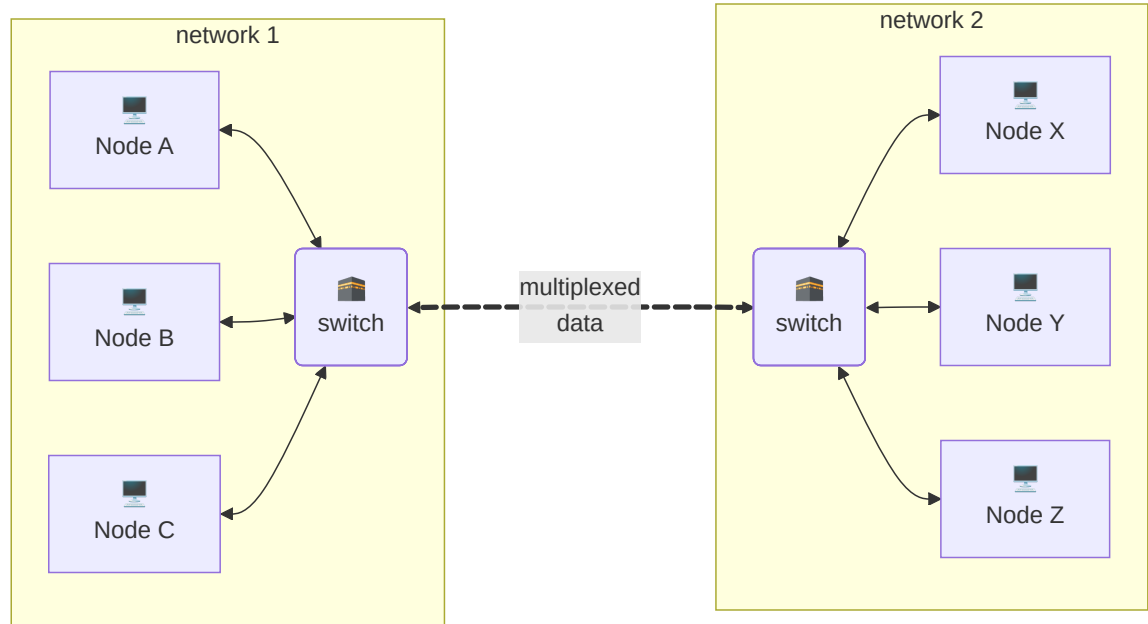 network 1
Node A
Node B
Node C
switch
multiplexed
data
network 2
switch
Node X
Node Y
Node Z